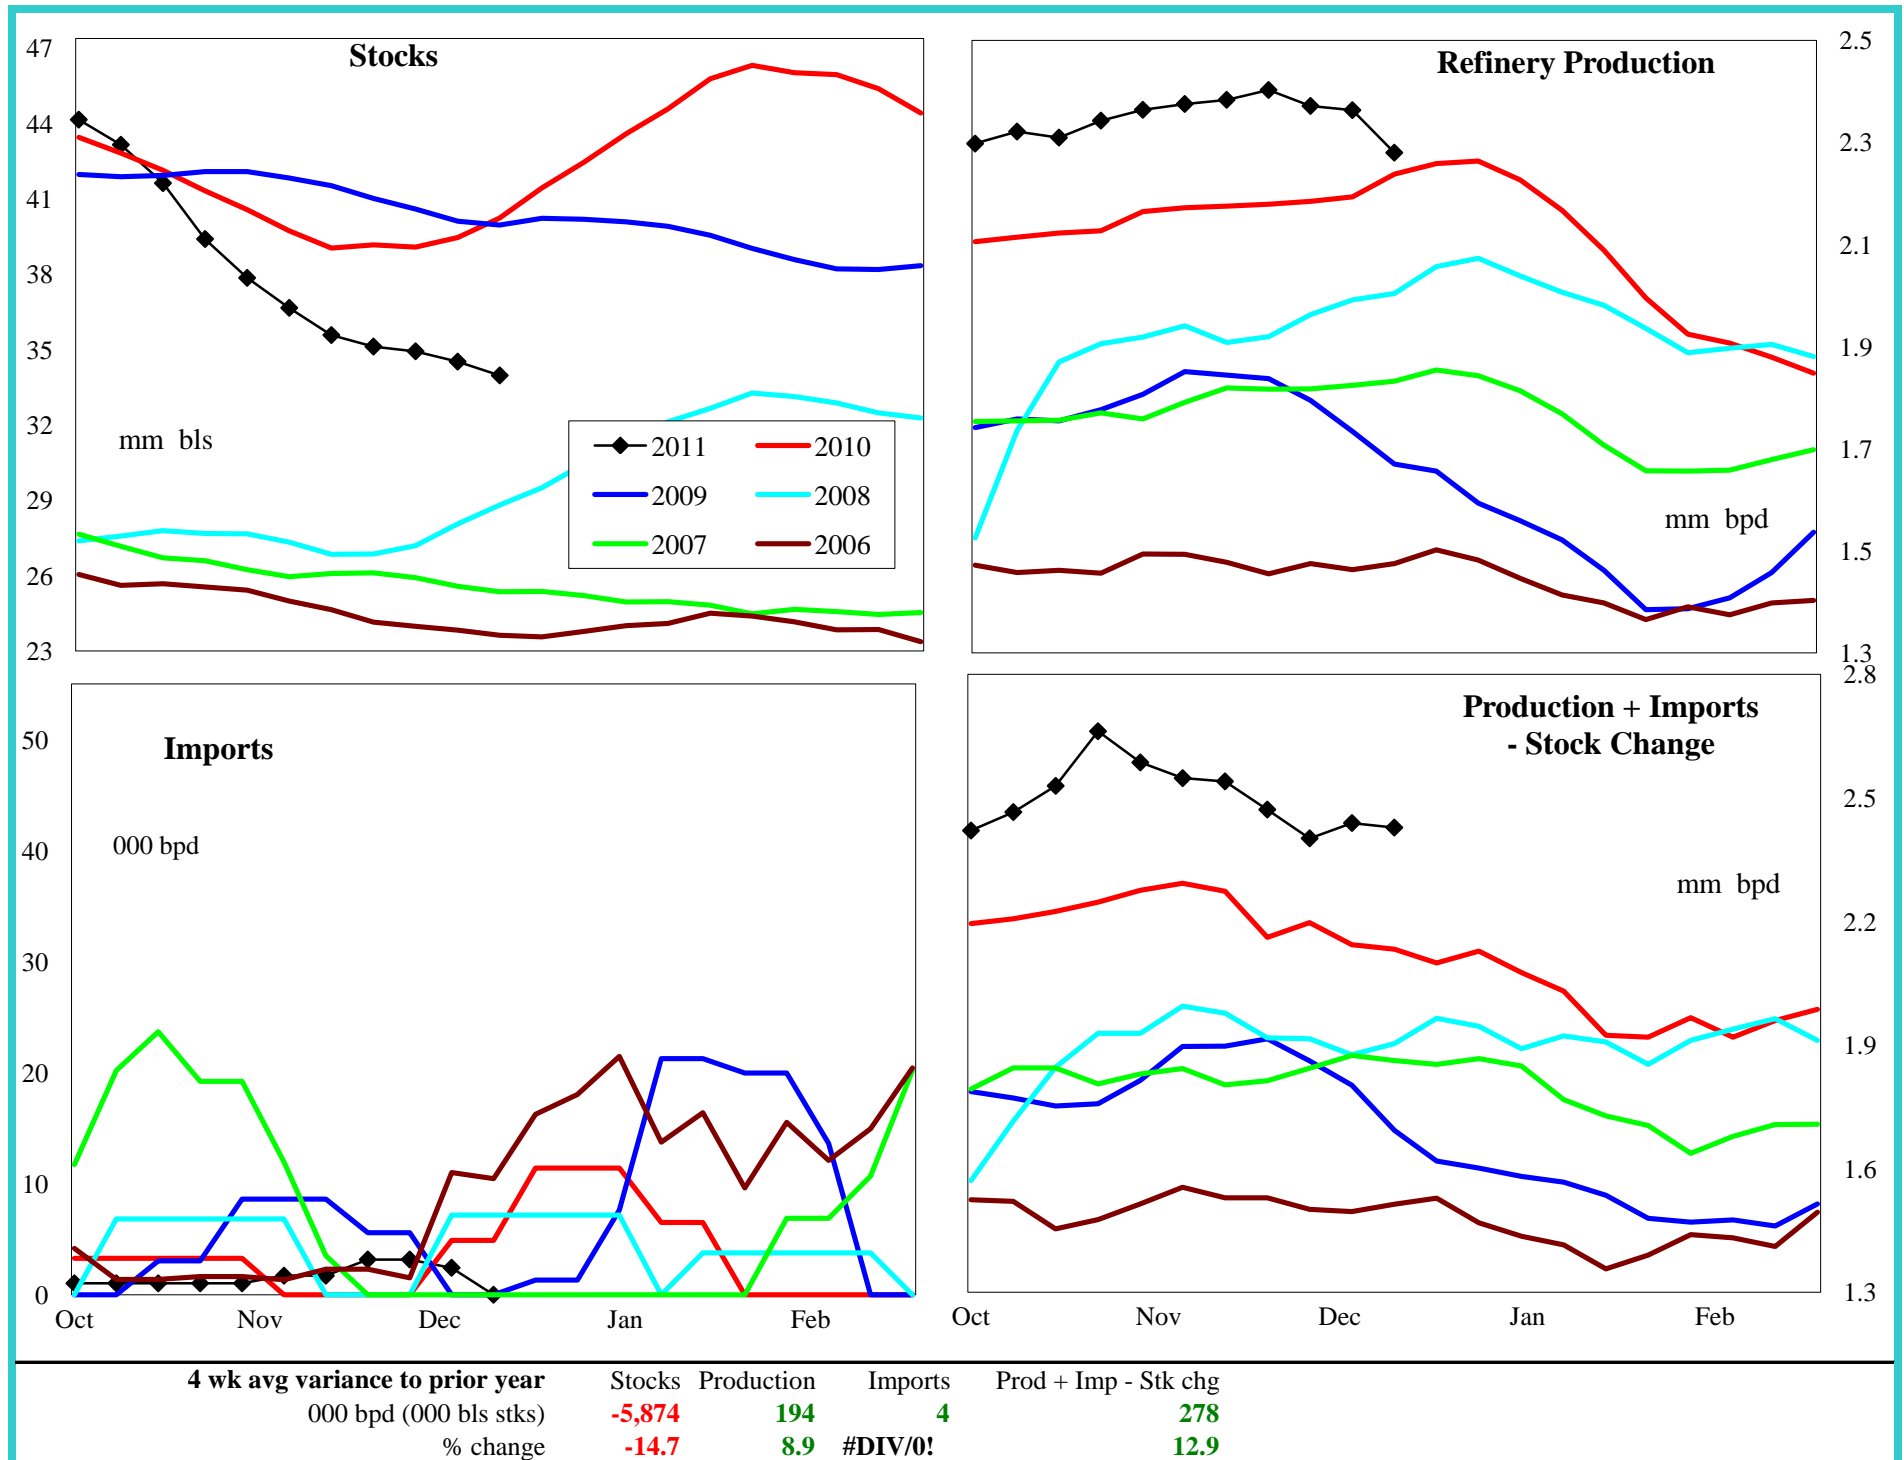 Stocks
47
44
41
38
35
32
29
26
23
mm bls
2011 2010
2009 2008
2007 2006
Refinery Production
2.5
2.3
2.1
1.9
1.7
1.5
1.3
mm bpd
Imports
50
40
30
20
10
0
000 bpd
Oct Nov Dec Jan Feb
Production + Imports
- Stock Change
2.8
2.5
2.2
1.9
1.6
1.3
mm bpd
Oct Nov Dec Jan Feb
4 wk avg variance to prior year Stocks Production Imports Prod + Imp - Stk chg
000 bpd (000 bls stks) -5,874 194 4 278
% change -14.7 8.9 #DIV/0! 12.9